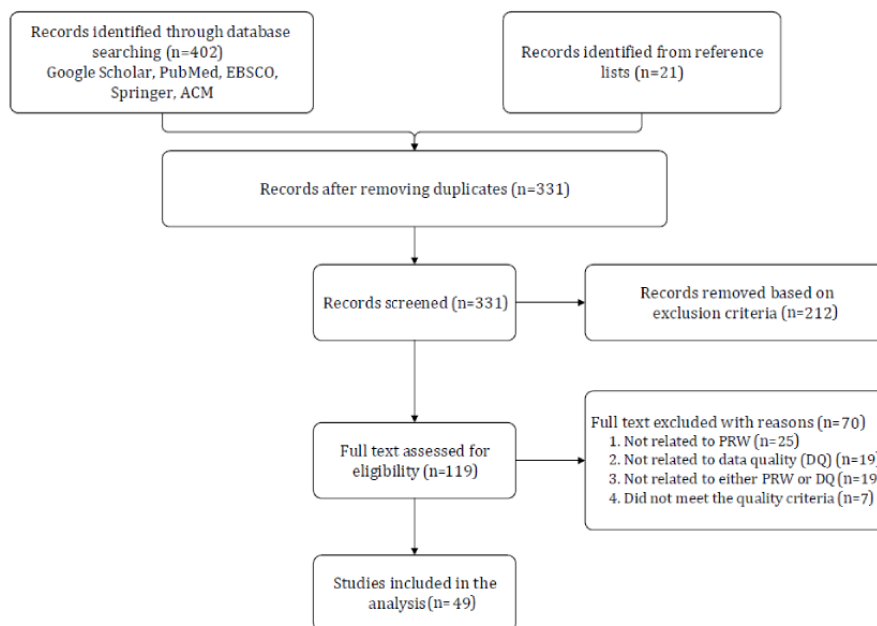 Records identified through database
searching (n=402)
Google Scholar, PubMed, EBSCO,
Springer, ACM
Records identified from reference
lists (n=21)
Records after removing duplicates (n=331)
Records screened (n=331)
Records removed based on
exclusion criteria (n=212)
Full text assessed for
eligibility (n=119)
Full text excluded with reasons (n=70)
1. Not related to PRW (n=25)
2. Not related to data quality (DQ) (n=19)
3. Not related to either PRW or DQ (n=19
4. Did not meet the quality criteria (n=7)
Studies included in the
analysis (n= 49)